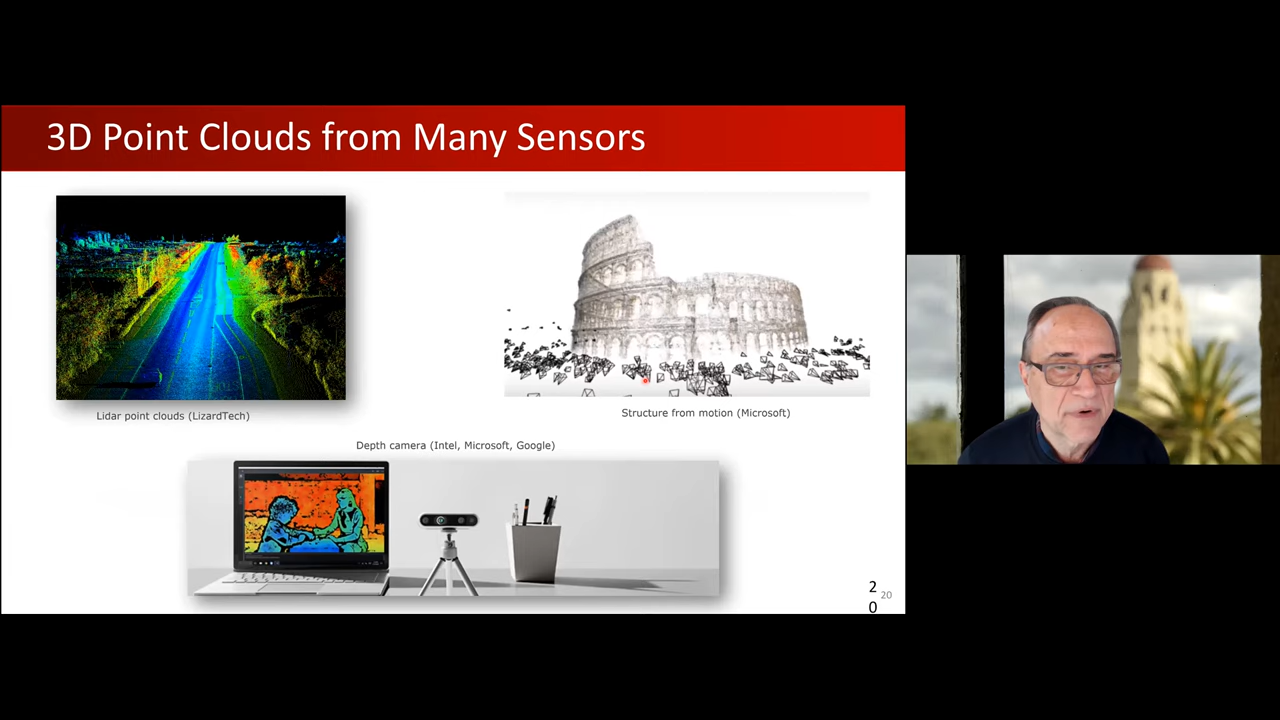 3D Point Clouds from Many Sensors
Lidar point clouds (LizardTech)
Structure from motion (Microsoft)
Depth camera (Intel, Microsoft, Google)
2
0
20